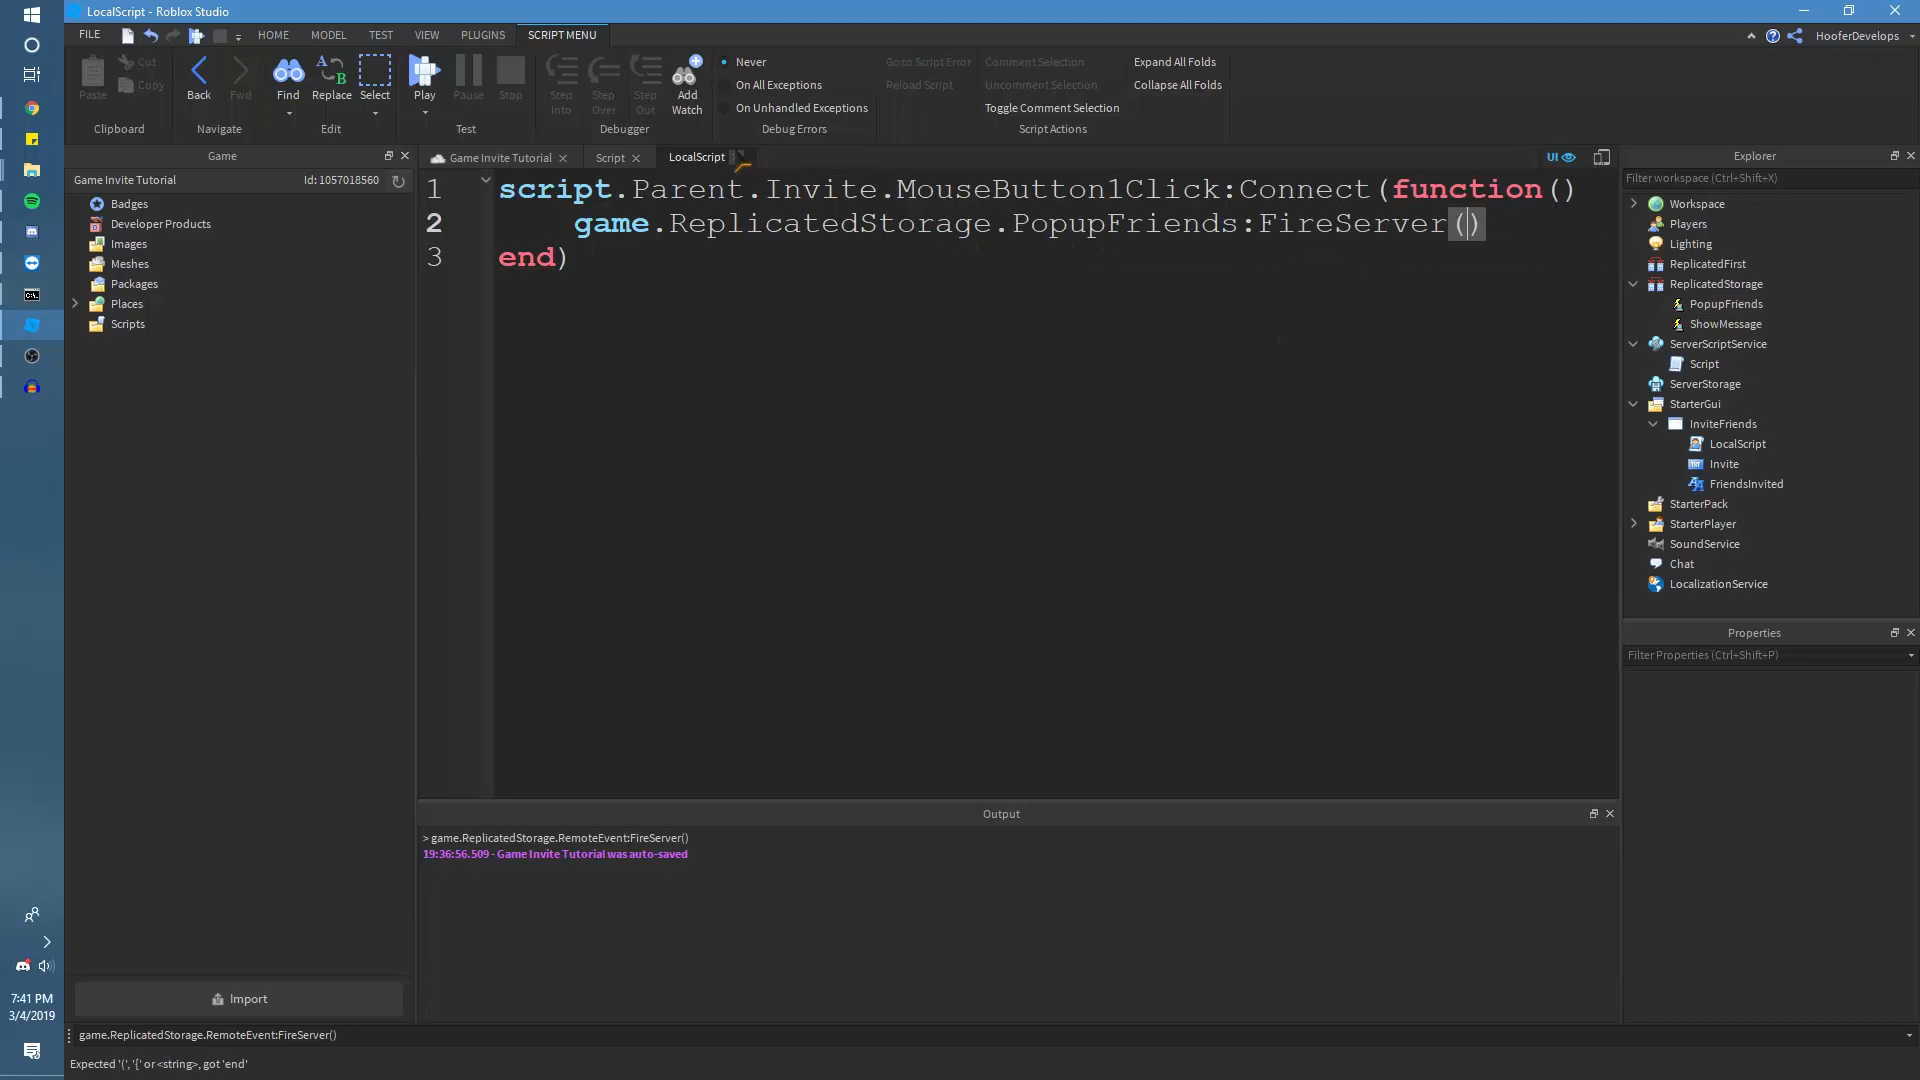 LocalScript - Roblox Studio
FILE HOME MODEL TEST VIEW PLUGINS SCRIPT MENU HooferDevelops
Paste Cut Copy Back Fwd Find Replace Select Play Pause Stop Step Into Step Over Step Out Add Watch
Never
On All Exceptions
On Unhandled Exceptions
Go to Script Error
Reload Script
Comment Selection
Uncomment Selection
Toggle Comment Selection
Expand All Folds
Collapse All Folds
Clipboard Navigate Edit Test Debugger Debug Errors Script Actions
Game
Game Invite Tutorial Id: 1057018560
Badges
Developer Products
Images
Meshes
Packages
Places
Scripts
Import
Game Invite Tutorial Script LocalScript UI
1 script.Parent.Invite.MouseButton1Click:Connect(function()
2 game.ReplicatedStorage.PopupFriends:FireServer()
3 end)
Output
> game.ReplicatedStorage.RemoteEvent:FireServer()
19:36:56.509 - Game Invite Tutorial was auto-saved
Explorer
Filter workspace (Ctrl+Shift+X)
Workspace
Players
Lighting
ReplicatedFirst
ReplicatedStorage
PopupFriends
ShowMessage
ServerScriptService
Script
ServerStorage
StarterGui
InviteFriends
LocalScript
Invite
FriendsInvited
StarterPack
StarterPlayer
SoundService
Chat
LocalizationService
Properties
Filter Properties (Ctrl+Shift+P)
7:41 PM
3/4/2019
game.ReplicatedStorage.RemoteEvent:FireServer()
Expected '(', '{' or <string>, got 'end'